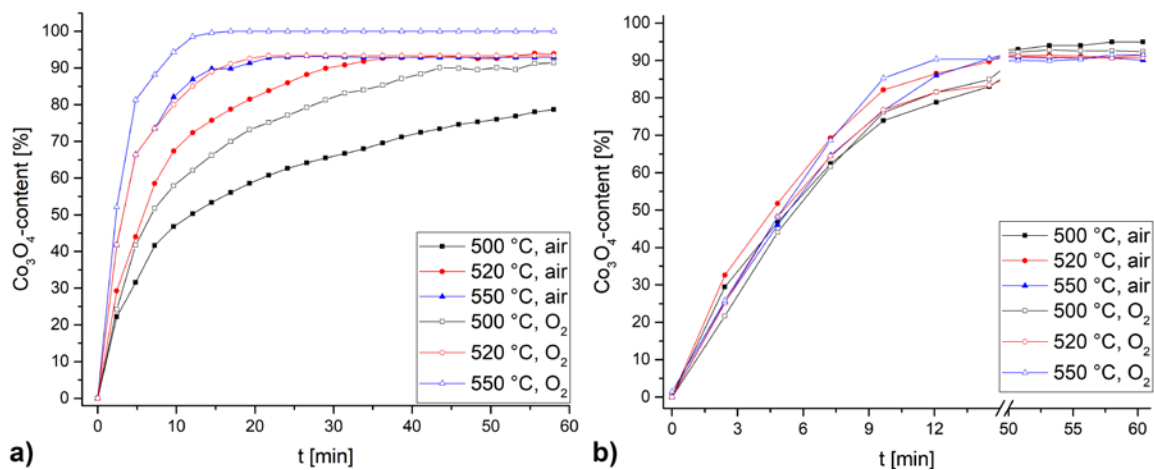 Co3O4-content [%]
100
90
80
70
60
50
40
30
20
10
0
0 10 20 30 40 50 60
t [min]
500 °C, air
520 °C, air
550 °C, air
500 °C, O2
520 °C, O2
550 °C, O2
a)
Co3O4-content [%]
100
90
80
70
60
50
40
30
20
10
0
0 3 6 9 12 50 55 60
t [min]
500 °C, air
520 °C, air
550 °C, air
500 °C, O2
520 °C, O2
550 °C, O2
b)